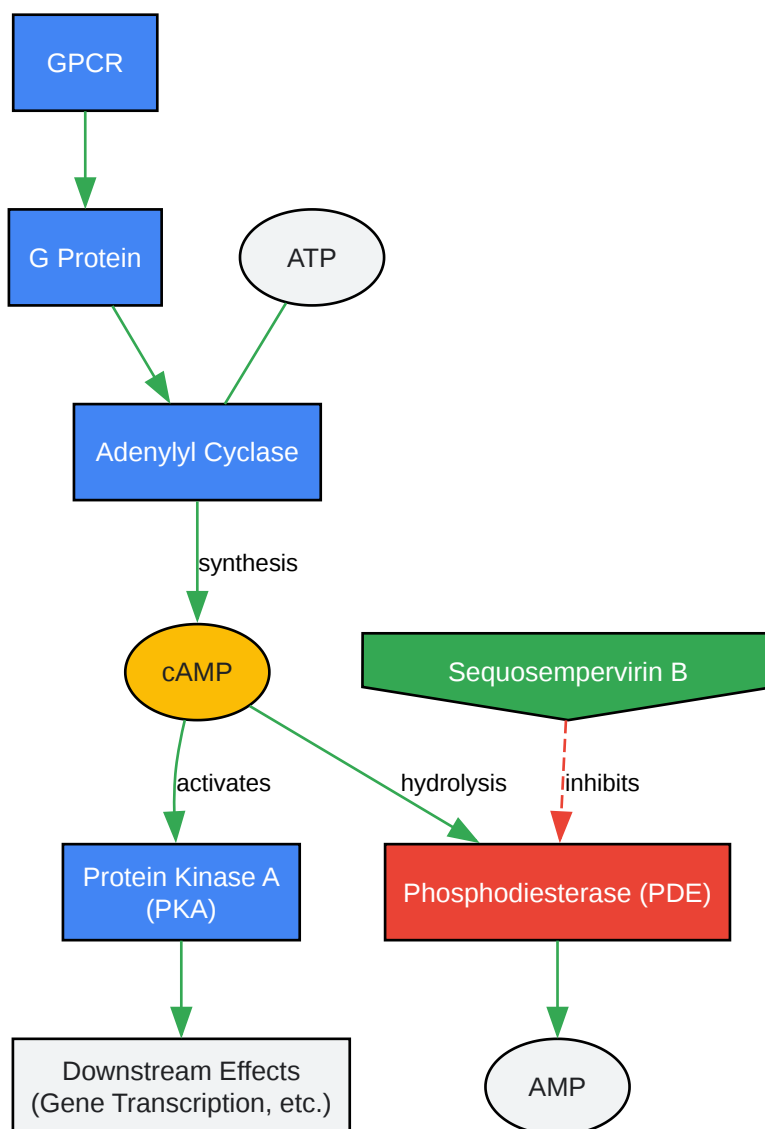 GPCR
G Protein
ATP
Adenylyl Cyclase
synthesis
cAMP
Sequosempervirin B
activates
hydrolysis
inhibits
Protein Kinase A
(PKA)
Phosphodiesterase (PDE)
Downstream Effects
(Gene Transcription, etc.)
AMP